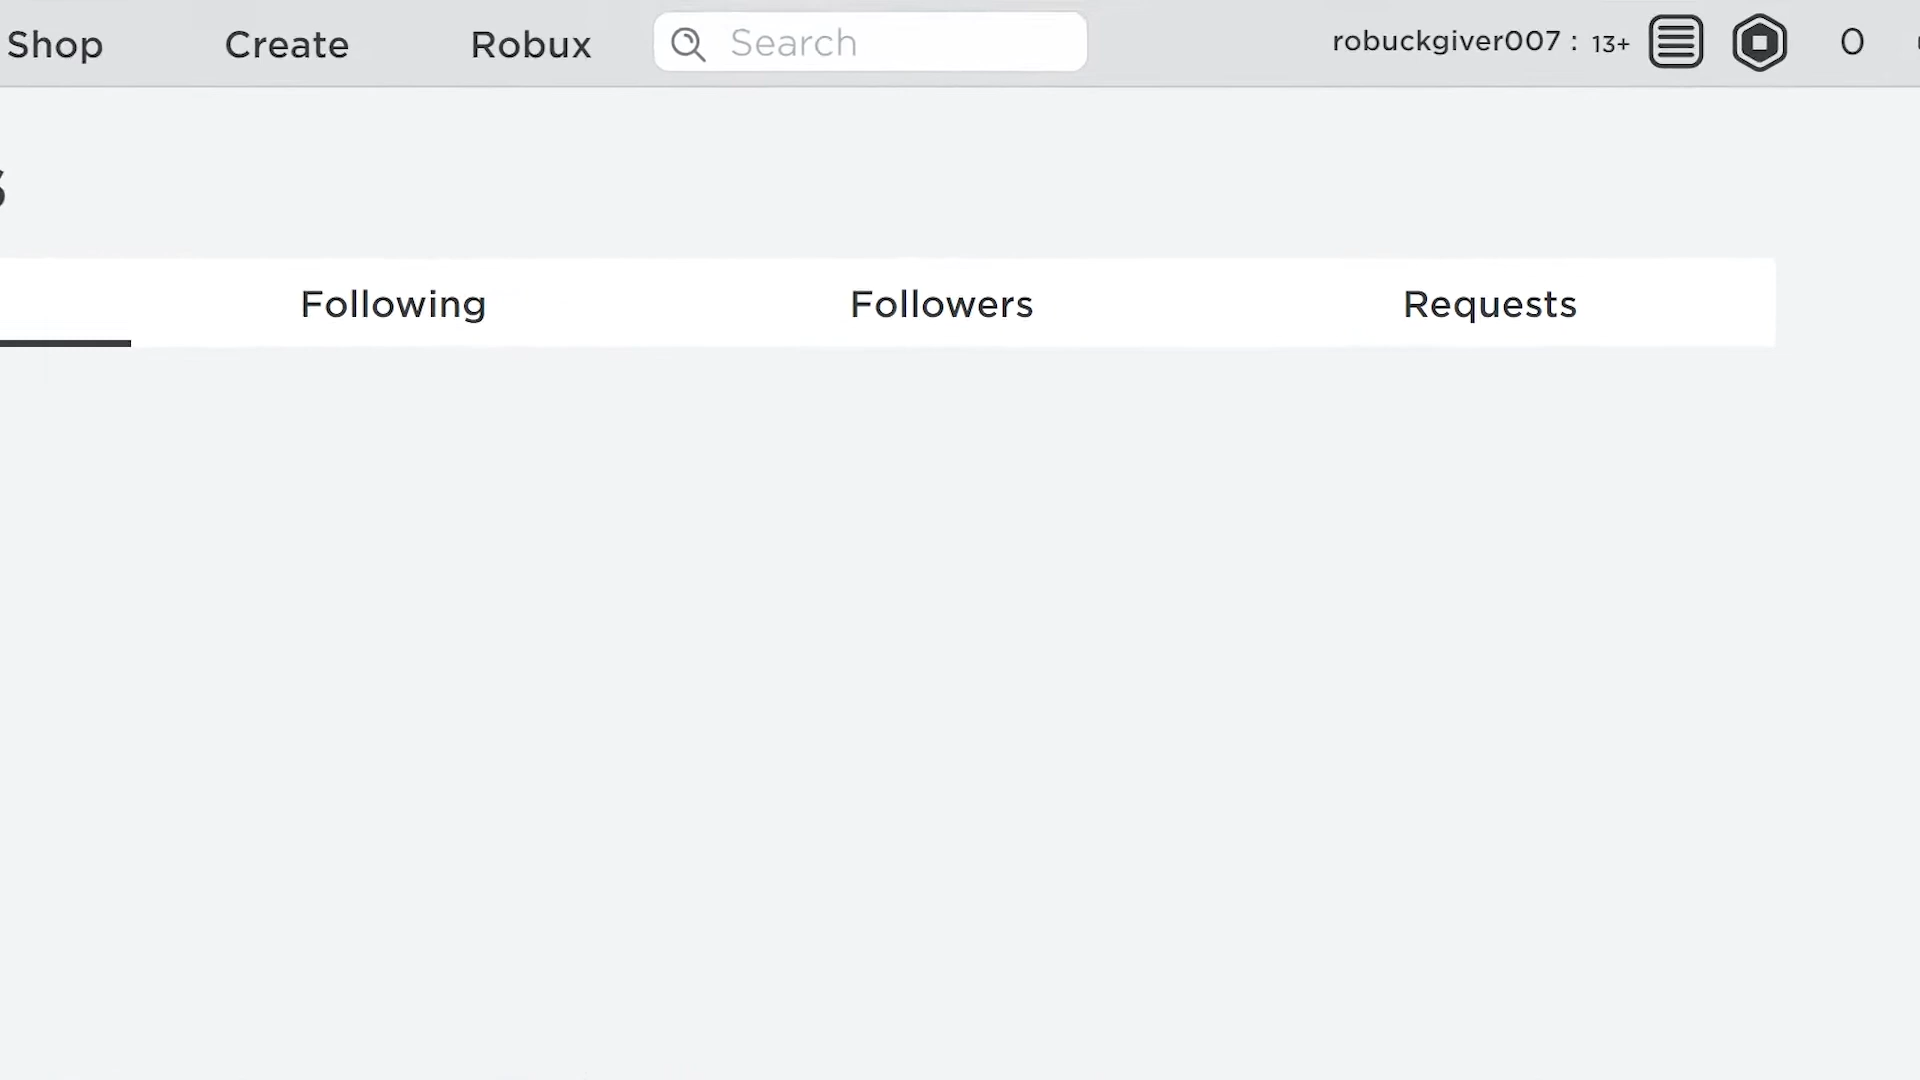 Shop Create Robux Search robuckgiver007 : 13+ 0
s
Following Followers Requests